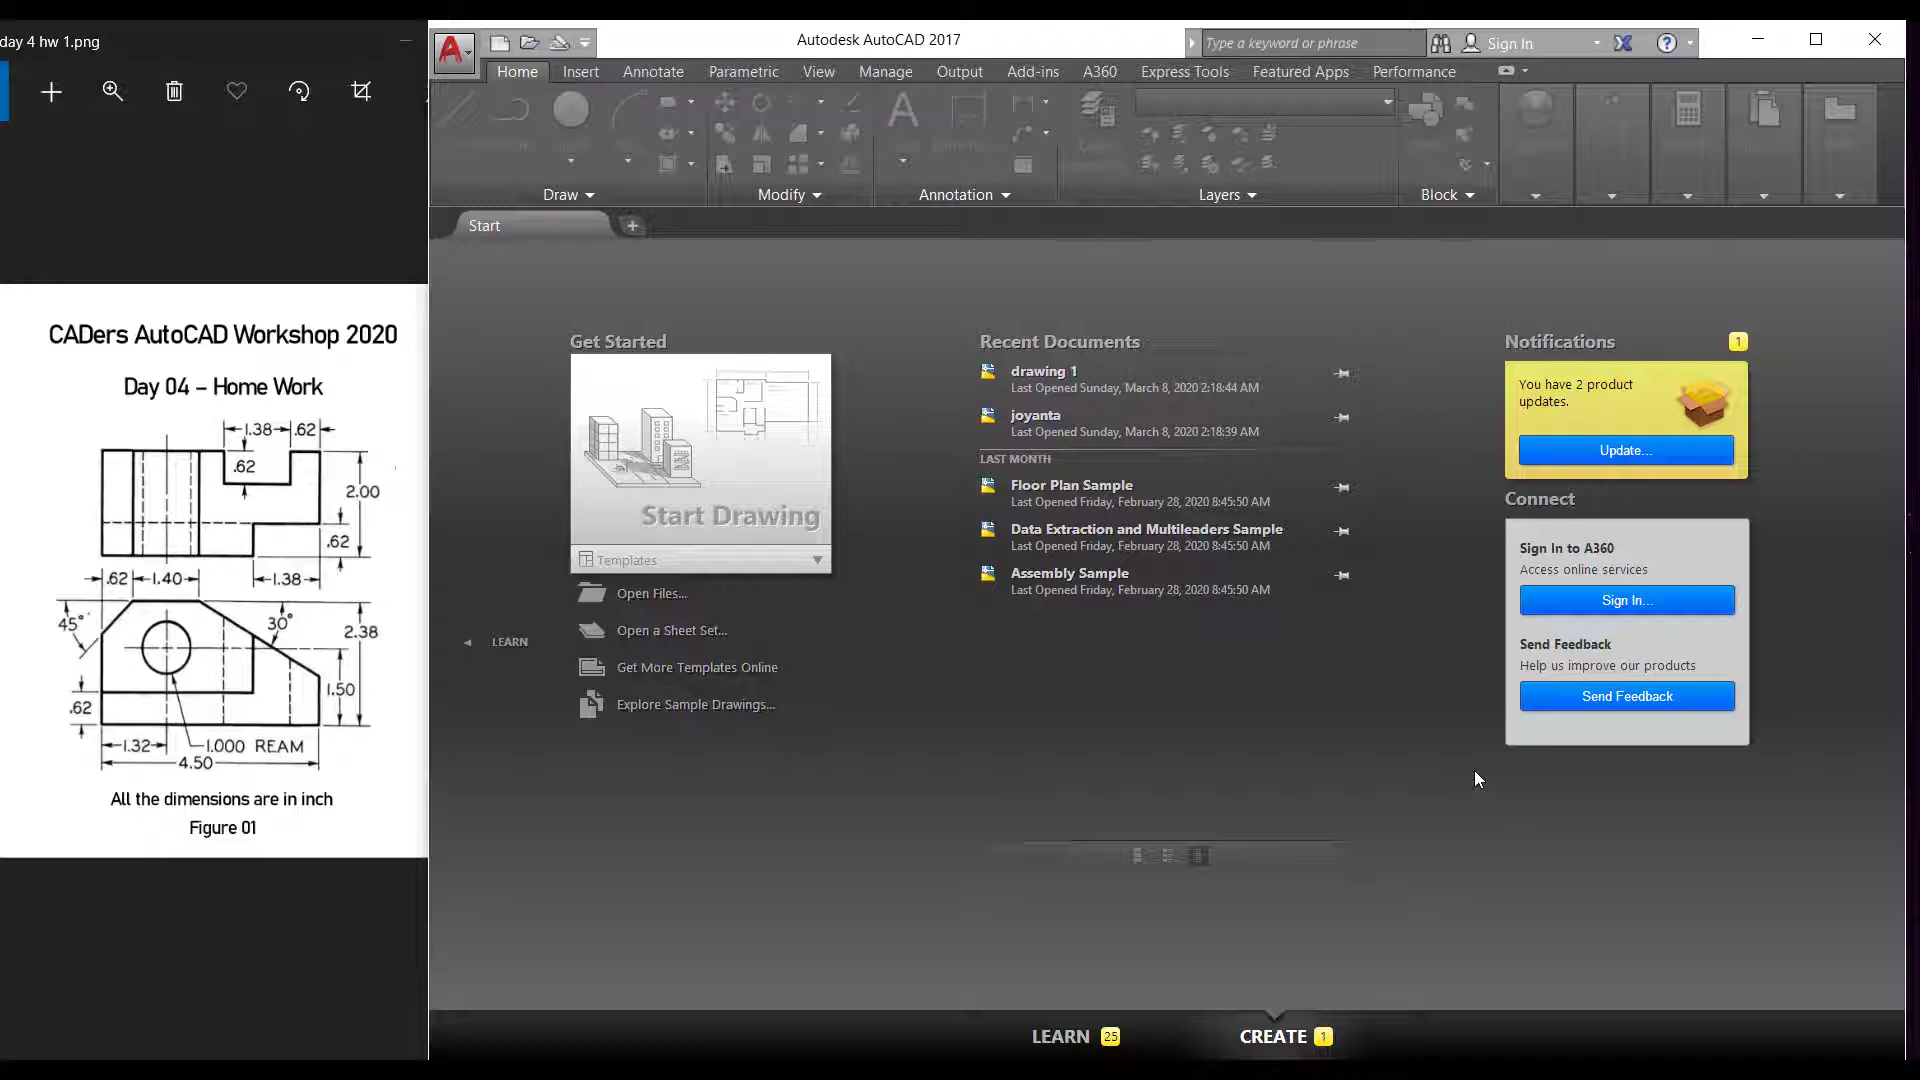 day 4 hw 1.png
CADers AutoCAD Workshop 2020
Day 04 – Home Work
1.38
.62
.62
2.00
.62
.62
1.40
1.38
45°
30°
2.38
1.50
.62
1.32
1.000 REAM
4.50
All the dimensions are in inch
Figure 01
Autodesk AutoCAD 2017
Type a keyword or phrase
Sign In
Home
Insert
Annotate
Parametric
View
Manage
Output
Add-ins
A360
Express Tools
Featured Apps
Performance
Draw
Modify
Annotation
Layers
Block
Start
Get Started
Start Drawing
Templates
Open Files...
Open a Sheet Set...
Get More Templates Online
Explore Sample Drawings...
LEARN
Recent Documents
drawing 1
Last Opened Sunday, March 8, 2020 2:18:44 AM
joyanta
Last Opened Sunday, March 8, 2020 2:18:39 AM
LAST MONTH
Floor Plan Sample
Last Opened Friday, February 28, 2020 8:45:50 AM
Data Extraction and Multileaders Sample
Last Opened Friday, February 28, 2020 8:45:50 AM
Assembly Sample
Last Opened Friday, February 28, 2020 8:45:50 AM
Notifications
1
You have 2 product
updates.
Update...
Connect
Sign In to A360
Access online services
Sign In...
Send Feedback
Help us improve our products
Send Feedback
LEARN 25
CREATE 1